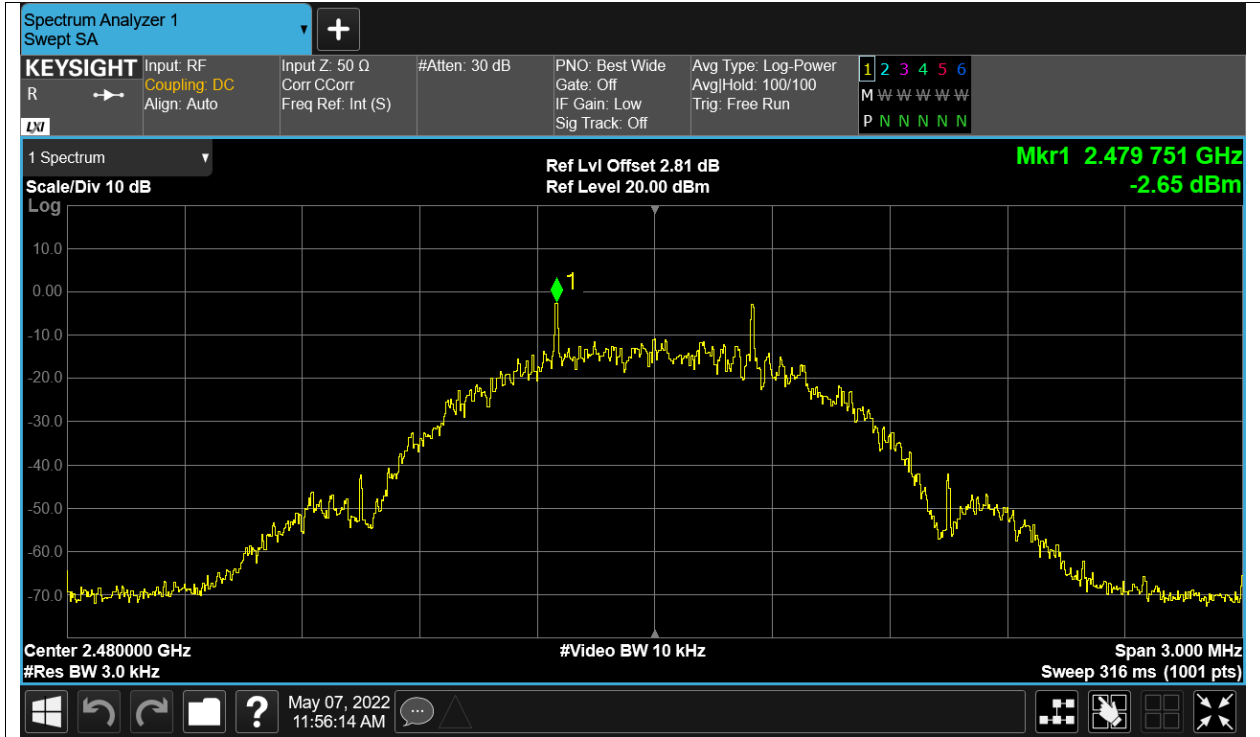 Spectrum Analyzer 1
Swept SA
+
KEYSIGHT
R
LXI
Input: RF
Coupling: DC
Align: Auto
Input Z: 50 Ω
Corr CCorr
Freq Ref: Int (S)
#Atten: 30 dB
PNO: Best Wide
Gate: Off
IF Gain: Low
Sig Track: Off
Avg Type: Log-Power
Avg|Hold: 100/100
Trig: Free Run
1 2 3 4 5 6
M W W W W W W
P N N N N N N
1 Spectrum
Scale/Div 10 dB
Ref Lvl Offset 2.81 dB
Ref Level 20.00 dBm
Mkr1 2.479 751 GHz
-2.65 dBm
Log
10.0
0.00
-10.0
-20.0
-30.0
-40.0
-50.0
-60.0
-70.0
1
Center 2.480000 GHz
#Res BW 3.0 kHz
#Video BW 10 kHz
Span 3.000 MHz
Sweep 316 ms (1001 pts)
?
May 07, 2022
11:56:14 AM